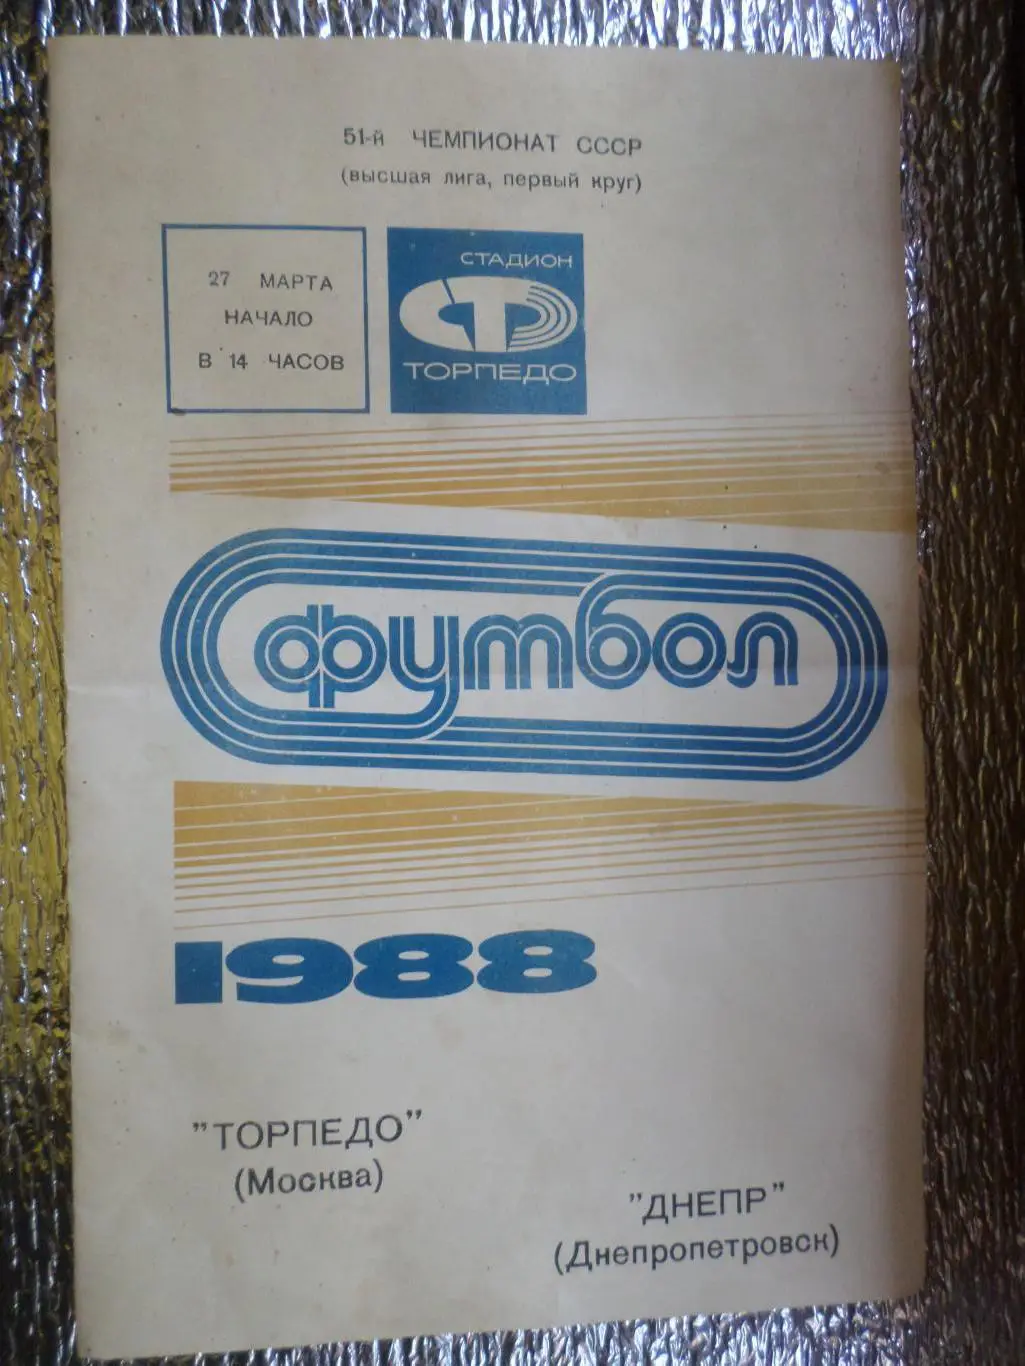 51-й ЧЕМПИОНАТ СССР
(высшая лига, первый круг)
27 МАРТА
НАЧАЛО
В 14 ЧАСОВ
СТАДИОН
Т
ТОРПЕДО
футбол
1988
"ТОРПЕДО"
(Москва)
"ДНЕПР"
(Днепропетровск)